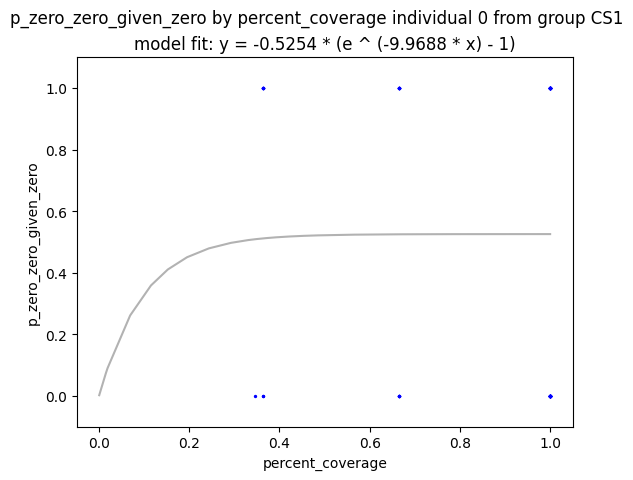 p_zero_zero_given_zero by percent_coverage individual 0 from group CS1
model fit: y = -0.5254 * (e ^ (-9.9688 * x) - 1)
1.0
0.8
0.6
0.4
0.2
0.0
p_zero_zero_given_zero
0.0 0.2 0.4 0.6 0.8 1.0
percent_coverage